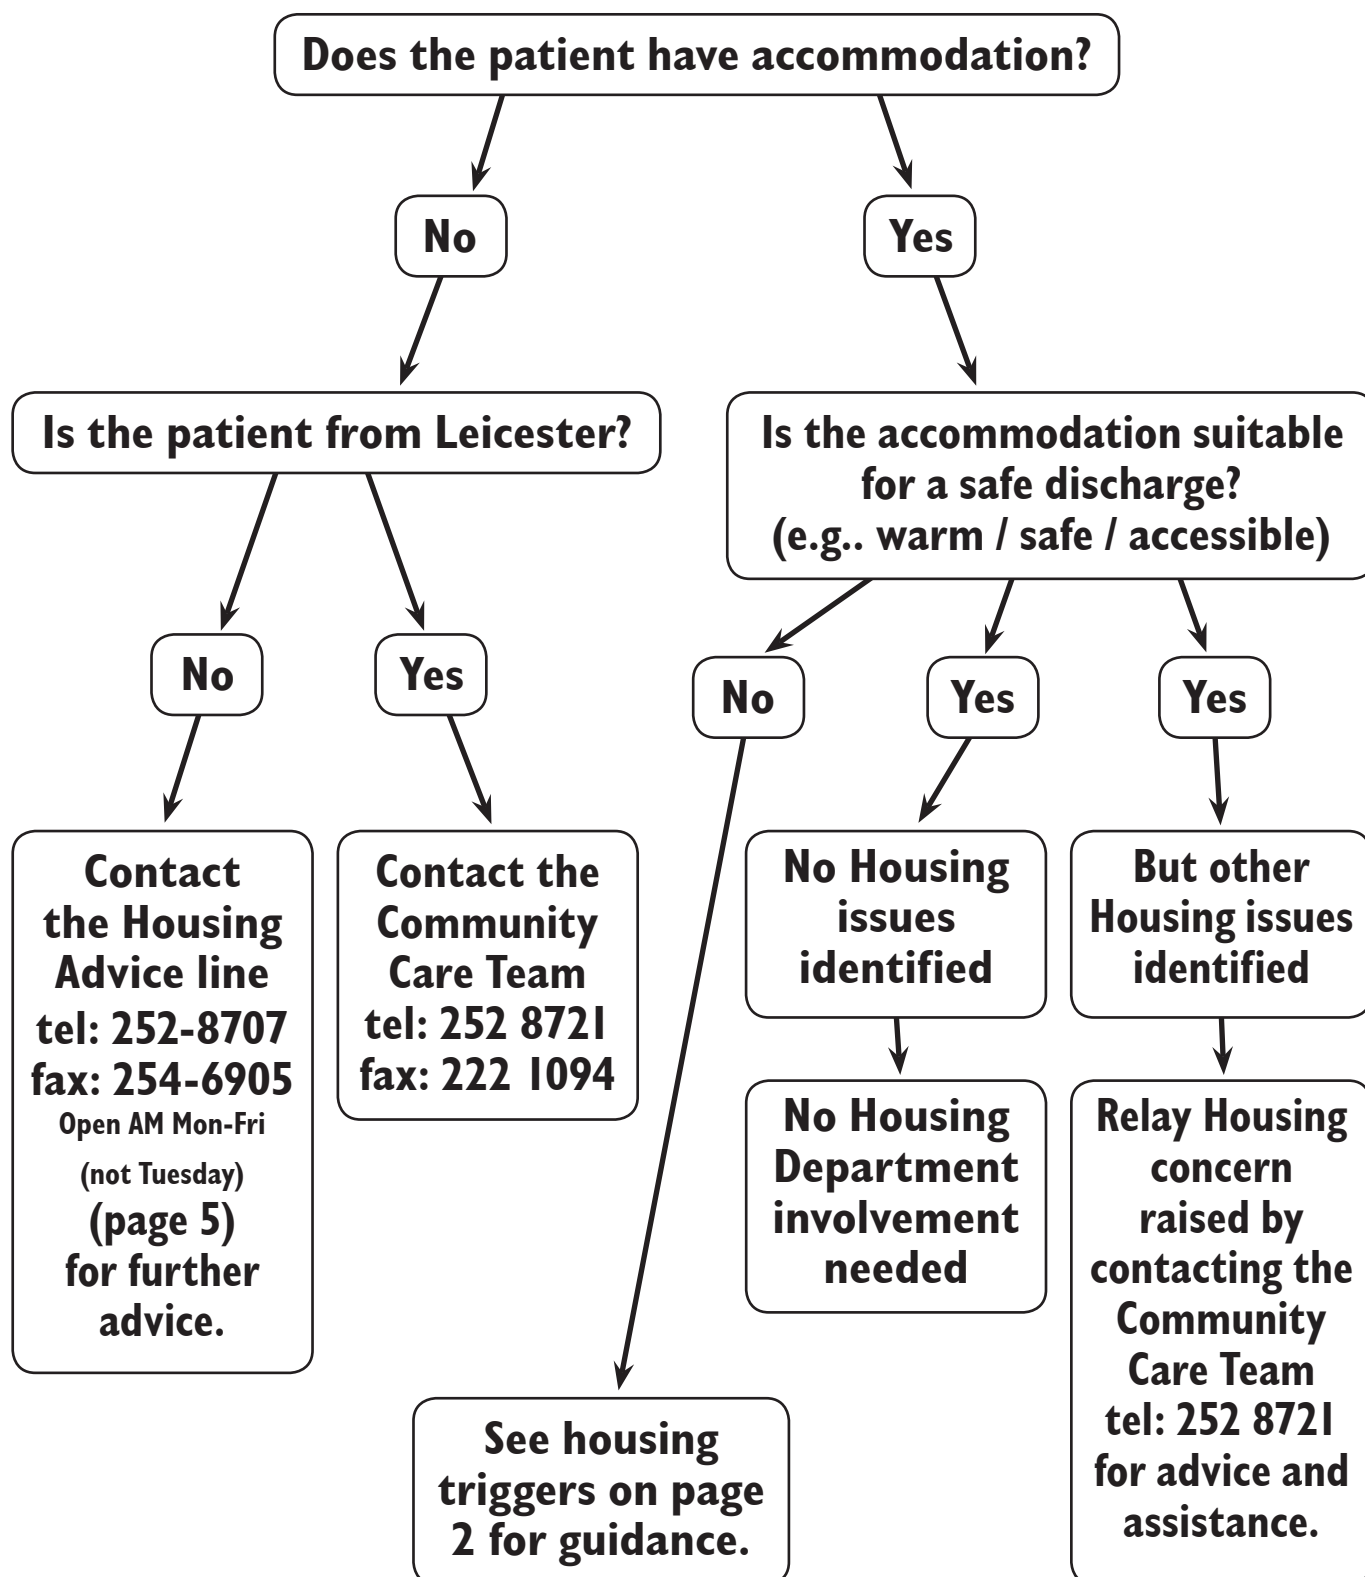 Does the patient have accommodation?
No
Yes
Is the patient from Leicester?
Is the accommodation suitable
for a safe discharge?
(e.g.. warm / safe / accessible)
No
Yes
No
Yes
Yes
Contact
the Housing
Advice line
tel: 252-8707
fax: 254-6905
Open AM Mon-Fri
(not Tuesday)
(page 5)
for further
advice.
Contact the
Community
Care Team
tel: 252 8721
fax: 222 1094
No Housing
issues
identified
But other
Housing issues
identified
No Housing
Department
involvement
needed
Relay Housing
concern
raised by
contacting the
Community
Care Team
tel: 252 8721
for advice and
assistance.
See housing
triggers on page
2 for guidance.